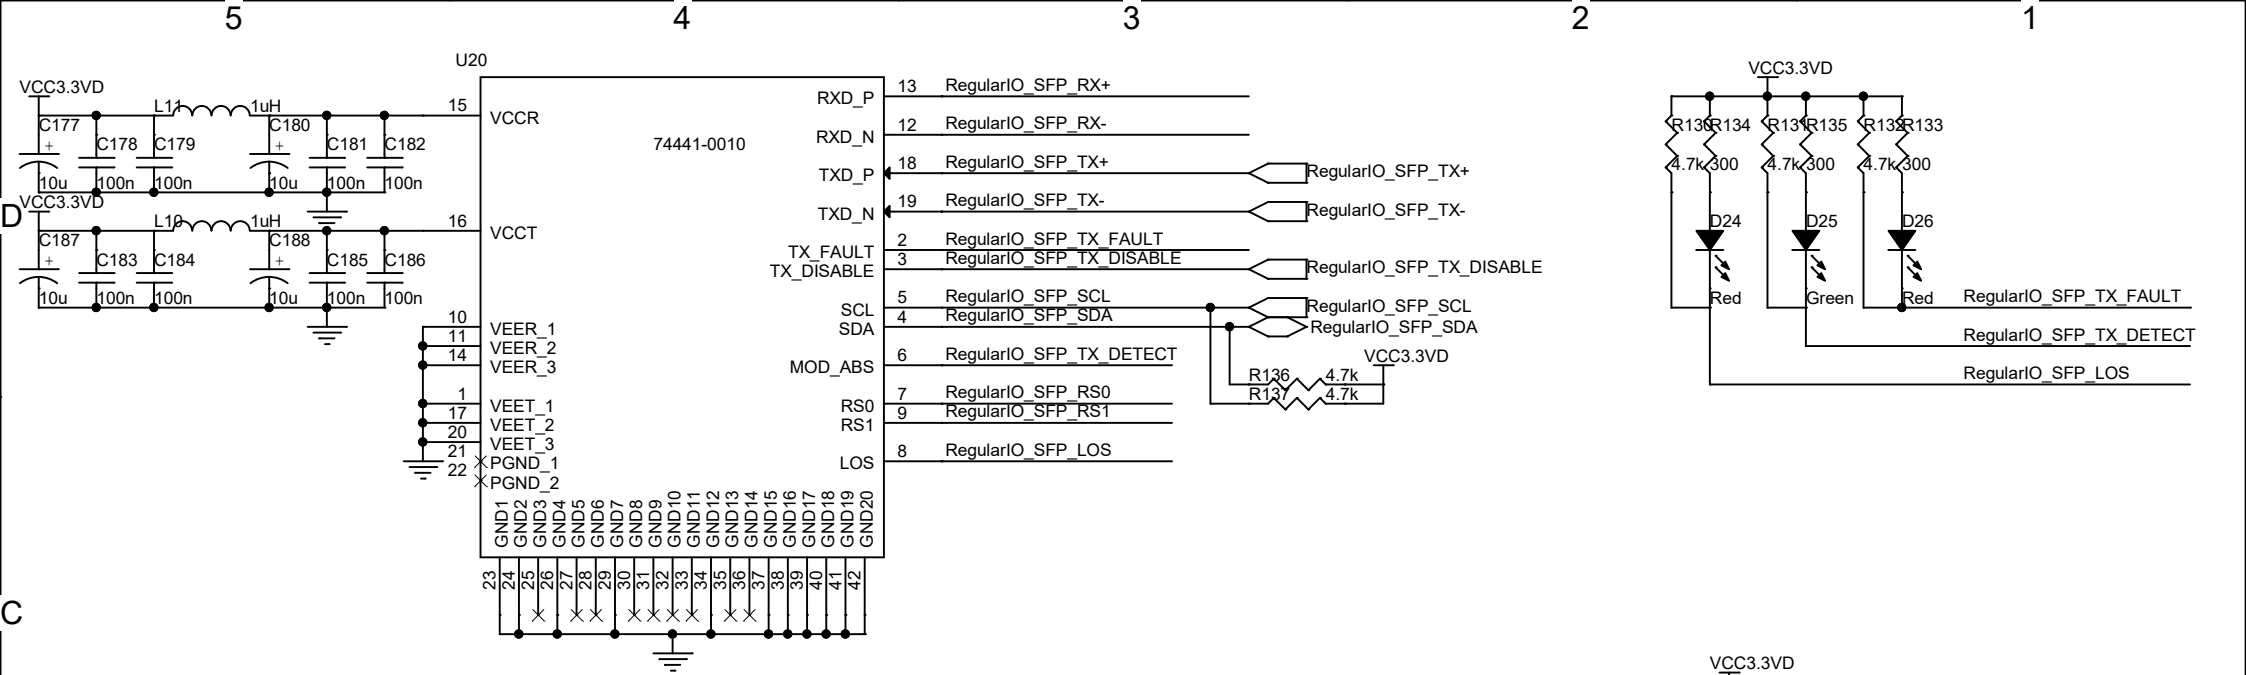 5 4 3 2 1
D
C
U20
74441-0010
VCC3.3VD
L11 1uH
C177 + 10u
C178 100n
C179 100n
C180 + 10u
C181 100n
C182 100n
15 VCCR
VCC3.3VD
L10 1uH
C187 + 10u
C183 100n
C184 100n
C188 + 10u
C185 100n
C186 100n
16 VCCT
10 VEER_1
11 VEER_2
14 VEER_3
1 VEET_1
17 VEET_2
20 VEET_3
21 PGND_1
22 PGND_2
RXD_P 13 RegularIO_SFP_RX+
RXD_N 12 RegularIO_SFP_RX-
TXD_P 18 RegularIO_SFP_TX+ RegularIO_SFP_TX+
TXD_N 19 RegularIO_SFP_TX- RegularIO_SFP_TX-
TX_FAULT 2 RegularIO_SFP_TX_FAULT
TX_DISABLE 3 RegularIO_SFP_TX_DISABLE RegularIO_SFP_TX_DISABLE
SCL 5 RegularIO_SFP_SCL RegularIO_SFP_SCL
SDA 4 RegularIO_SFP_SDA RegularIO_SFP_SDA
MOD_ABS 6 RegularIO_SFP_TX_DETECT
RS0 7 RegularIO_SFP_RS0
RS1 9 RegularIO_SFP_RS1
LOS 8 RegularIO_SFP_LOS
VCC3.3VD
R136 4.7k
R137 4.7k
GND1 GND2 GND3 GND4 GND5 GND6 GND7 GND8 GND9 GND10 GND11 GND12 GND13 GND14 GND15 GND16 GND17 GND18 GND19 GND20
23 24 25 26 27 28 29 30 31 32 33 34 35 36 37 38 39 40 41 42
VCC3.3VD
R130 R134 R131 R135 R132 R133
4.7k 300 4.7k 300 4.7k 300
D24 D25 D26
Red Green Red
RegularIO_SFP_TX_FAULT
RegularIO_SFP_TX_DETECT
RegularIO_SFP_LOS
VCC3.3VD